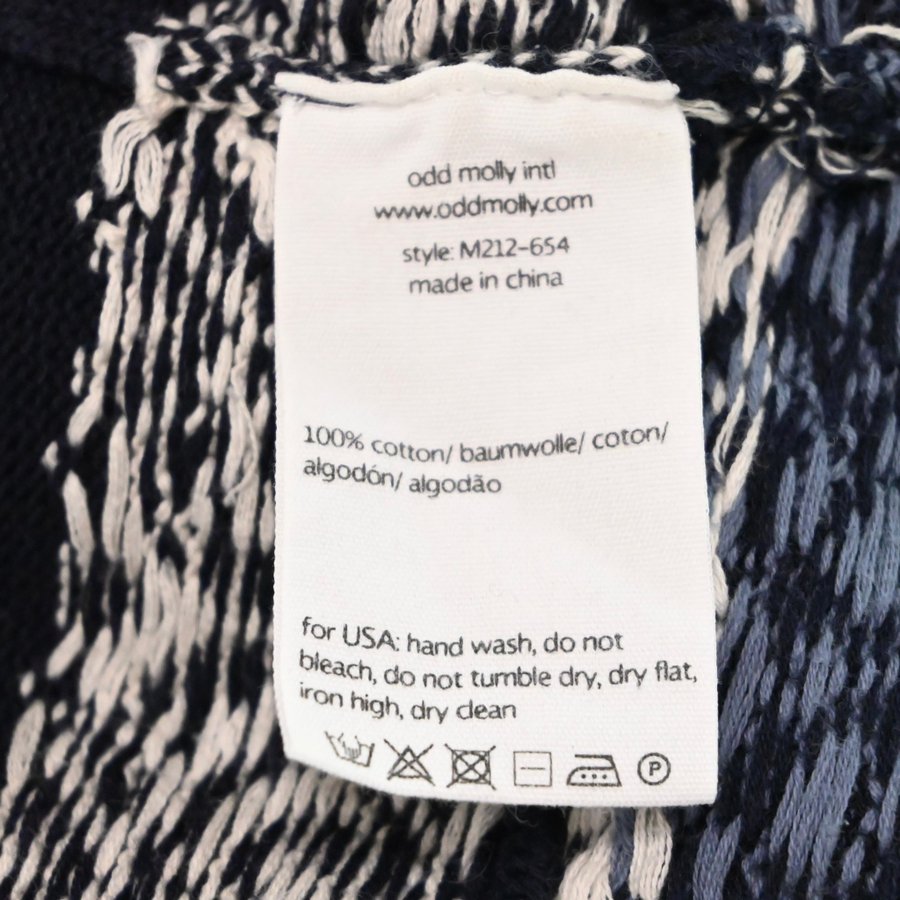 odd molly intl
www.oddmolly.com
style: M212-654
made in china
100% cotton/ baumwolle/ coton/
algodón/ algodão
for USA: hand wash, do not
bleach, do not tumble dry, dry flat,
iron high, dry clean
P